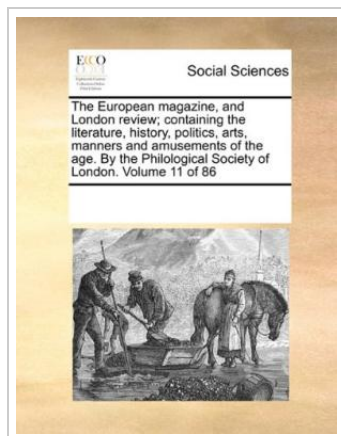 ECCO
Social Sciences
The European magazine, and
London review; containing the
literature, history, politics, arts,
manners and amusements of the
age. By the Philological Society of
London. Volume 11 of 86